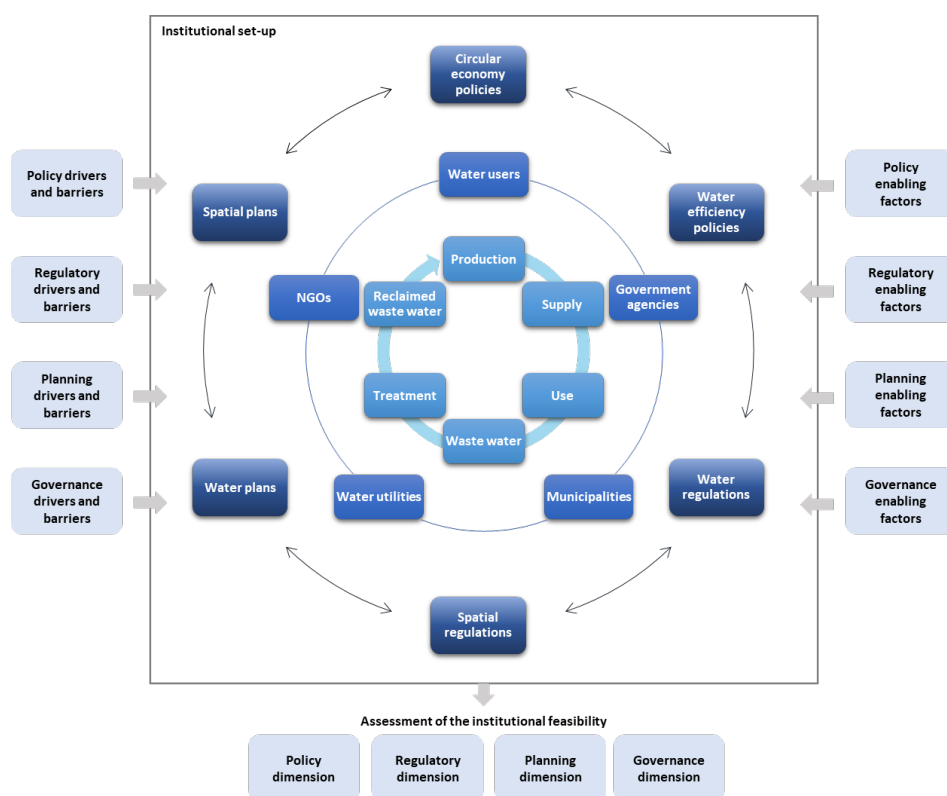 Institutional set-up
Circular
economy
policies
Policy drivers
and barriers
Water users
Policy
enabling
factors
Spatial plans
Water
efficiency
policies
Production
Regulatory
drivers and
barriers
NGOs
Reclaimed
waste water
Supply
Government
agencies
Regulatory
enabling
factors
Planning
drivers and
barriers
Treatment
Use
Planning
enabling
factors
Waste water
Governance
drivers and
barriers
Water plans
Water utilities
Municipalities
Water
regulations
Governance
enabling
factors
Spatial
regulations
Assessment of the institutional feasibility
Policy
dimension
Regulatory
dimension
Planning
dimension
Governance
dimension